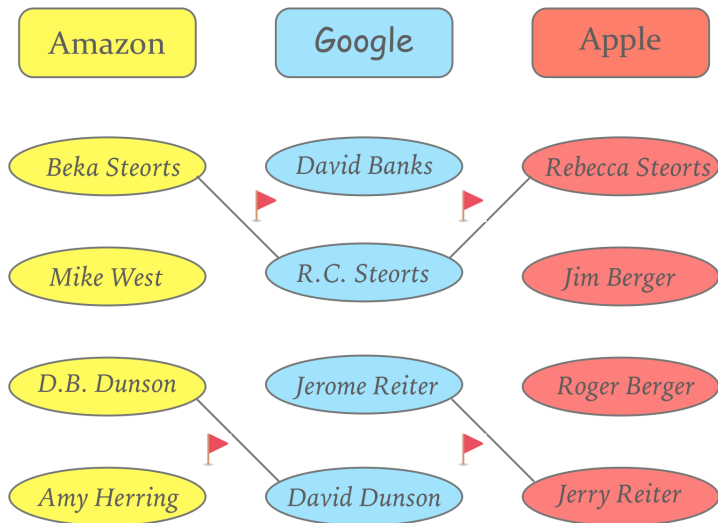 Amazon
Google
Apple
Beka Steorts
David Banks
Rebecca Steorts
Mike West
R.C. Steorts
Jim Berger
D.B. Dunson
Jerome Reiter
Roger Berger
Amy Herring
David Dunson
Jerry Reiter